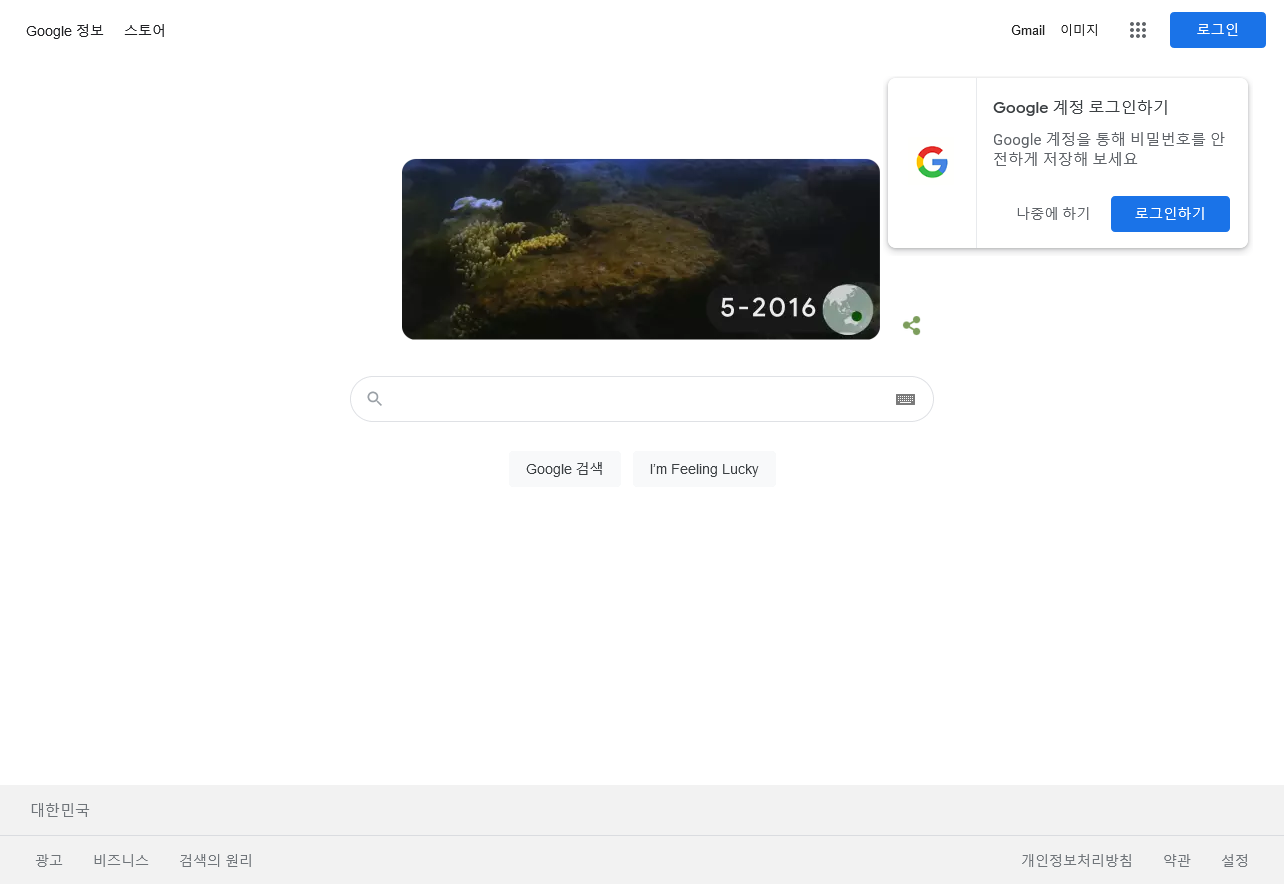 Google 정보 스토어
Gmail 이미지 로그인
Google 계정 로그인하기
Google 계정을 통해 비밀번호를 안
전하게 저장해 보세요
나중에 하기 로그인하기
5-2016
Google 검색 I'm Feeling Lucky
대한민국
광고 비즈니스 검색의 원리
개인정보처리방침 약관 설정